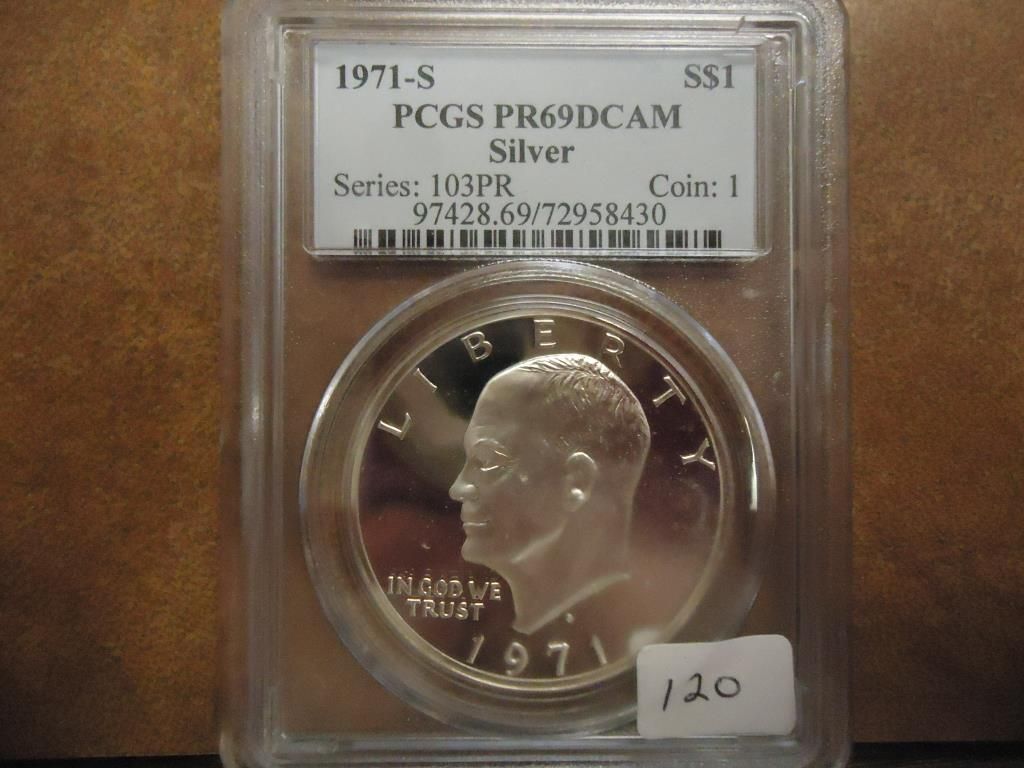 1971-S S$1
PCGS PR69DCAM
Silver
Series: 103PR Coin: 1
97428.69/72958430
LIBERTY
IN GOD WE
TRUST
1971
120